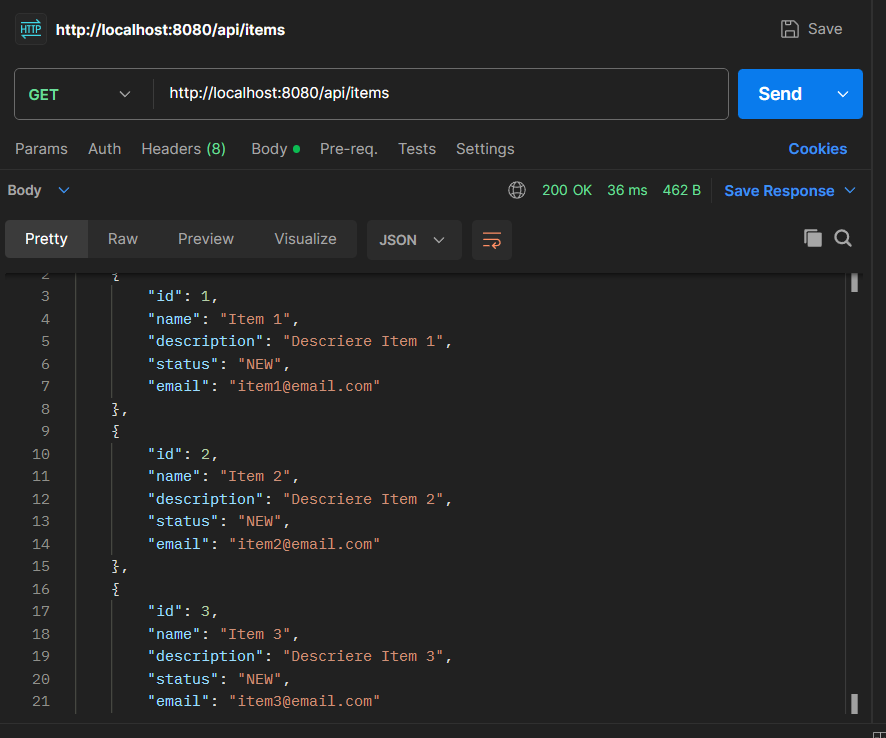 HTTP http://localhost:8080/api/items Save
GET http://localhost:8080/api/items Send
Params Auth Headers (8) Body Pre-req. Tests Settings Cookies
Body 200 OK 36 ms 462 B Save Response
Pretty Raw Preview Visualize JSON
2 {
3 "id": 1,
4 "name": "Item 1",
5 "description": "Descriere Item 1",
6 "status": "NEW",
7 "email": "item1@email.com"
8 },
9 {
10 "id": 2,
11 "name": "Item 2",
12 "description": "Descriere Item 2",
13 "status": "NEW",
14 "email": "item2@email.com"
15 },
16 {
17 "id": 3,
18 "name": "Item 3",
19 "description": "Descriere Item 3",
20 "status": "NEW",
21 "email": "item3@email.com"